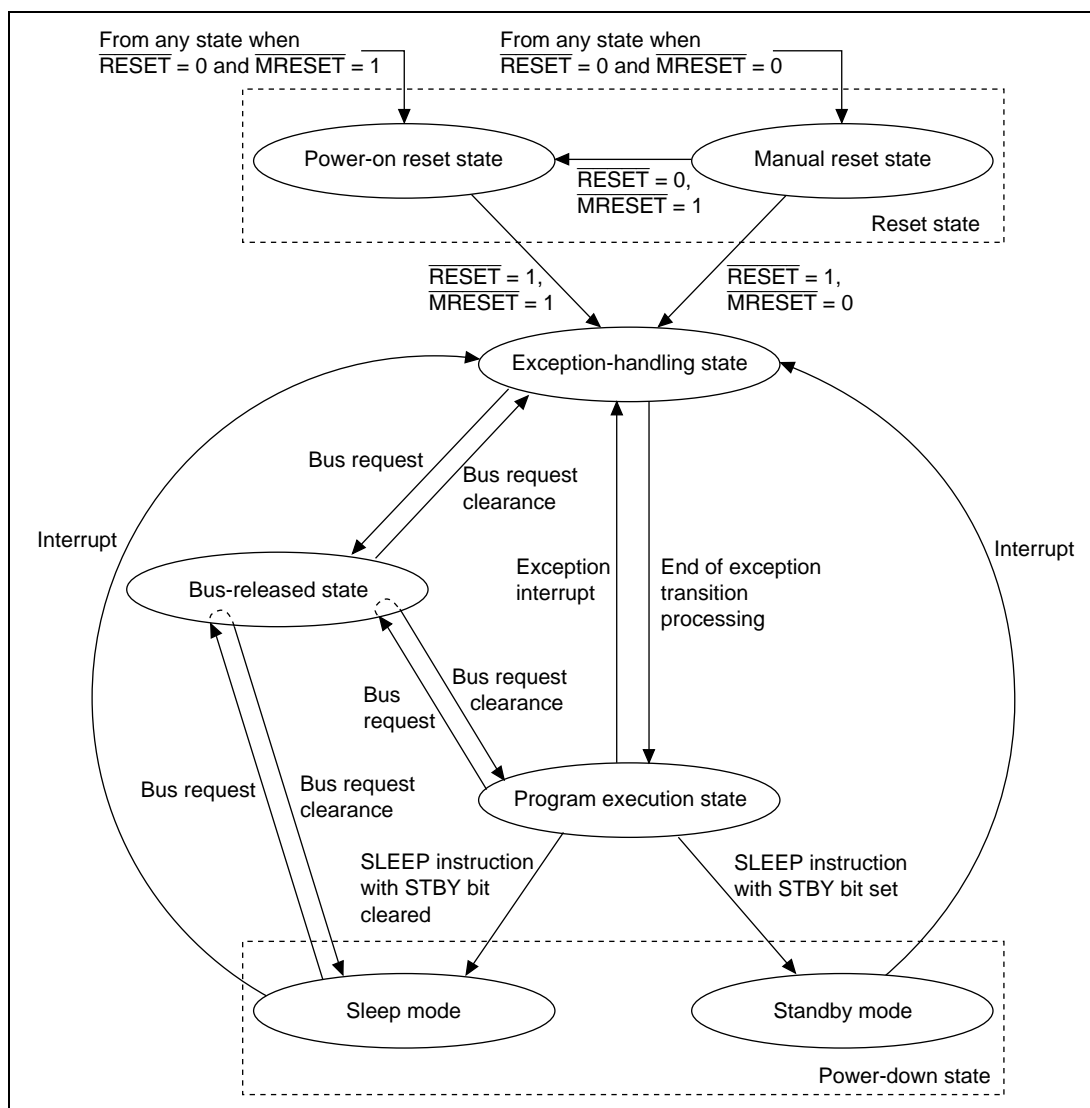 From any state when
RESET = 0 and MRESET = 1
From any state when
RESET = 0 and MRESET = 0
Power-on reset state
Manual reset state
RESET = 0,
MRESET = 1
Reset state
RESET = 1,
MRESET = 1
RESET = 1,
MRESET = 0
Exception-handling state
Bus request
Bus request
clearance
Interrupt
Interrupt
Exception
interrupt
End of exception
transition
processing
Bus-released state
Bus request
clearance
Bus
request
Bus request
Bus request
clearance
Program execution state
SLEEP instruction
with STBY bit
cleared
SLEEP instruction
with STBY bit set
Sleep mode
Standby mode
Power-down state